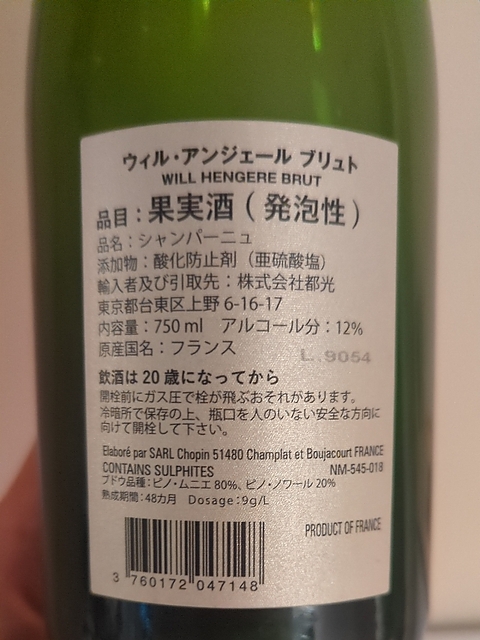 ウィル・アンジェール ブリュト
WILL HENGERE BRUT
品目：果実酒（発泡性）
品名：シャンパーニュ
添加物：酸化防止剤（亜硫酸塩）
輸入者及び引取先：株式会社都光
東京都台東区上野 6-16-17
内容量：750 ml アルコール分：12%
原産国名：フランス
L.9054
飲酒は 20 歳になってから
開栓前にガス圧で栓が飛ぶおそれがあります。
冷暗所で保存の上、瓶口を人のいない安全な方向に
向けて開栓して下さい。
Elaboré par SARL Chopin 51480 Champlat et Boujacourt FRANCE
CONTAINS SULPHITES NM-545-018
ブドウ品種：ピノ・ムニエ 80%、ピノ・ノワール 20%
熟成期間：48カ月 Dosage：9g/L
PRODUCT OF FRANCE
3 760172 047148